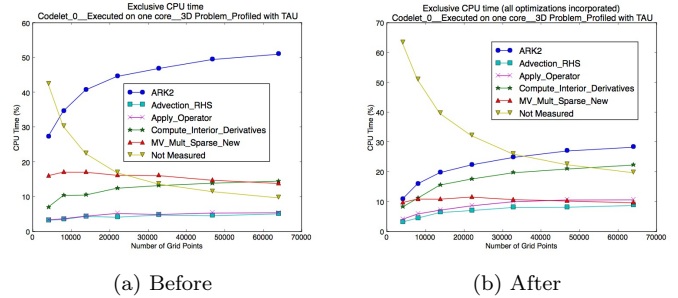 Exclusive CPU time
Codelet_0__Executed on one core__3D Problem_Profiled with TAU
CPU Time (%)
60
50
40
30
20
10
0
0
10000
20000
30000
40000
50000
60000
70000
Number of Grid Points
ARK2
Advection_RHS
Apply_Operator
Compute_Interior_Derivatives
MV_Mult_Sparse_New
Not Measured
(a) Before
Exclusive CPU time (all optimizations incorporated)
Codelet_0__Executed on one core__3D Problem_Profiled with TAU
CPU Time (%)
70
60
50
40
30
20
10
0
0
10000
20000
30000
40000
50000
60000
70000
Number of Grid Points
ARK2
Advection_RHS
Apply_Operator
Compute_Interior_Derivatives
MV_Mult_Sparse_New
Not Measured
(b) After